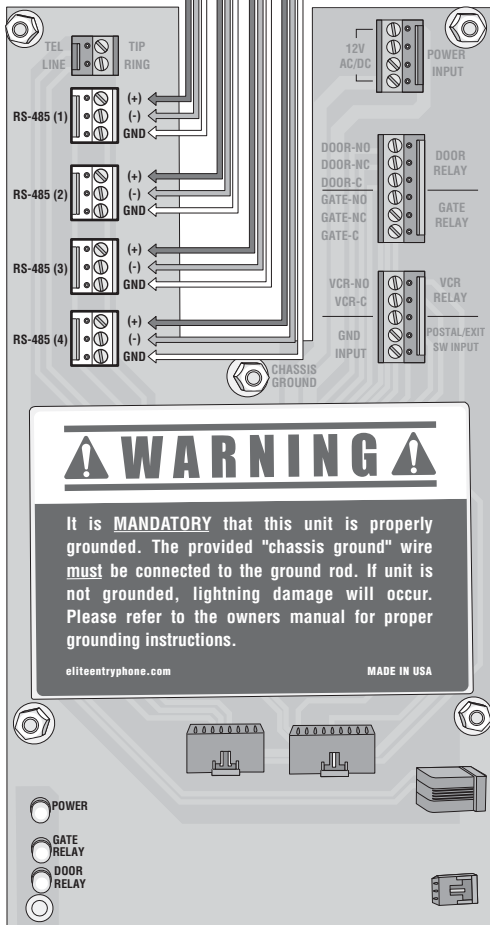 TEL TIP
LINE RING
RS-485 (1)
(+)
(-)
GND
RS-485 (2)
(+)
(-)
GND
RS-485 (3)
(+)
(-)
GND
RS-485 (4)
(+)
(-)
GND
12V
AC/DC
POWER
INPUT
DOOR-NO
DOOR-NC
DOOR-C
GATE-NO
GATE-NC
GATE-C
DOOR
RELAY
GATE
RELAY
VCR-NO
VCR-C
GND
INPUT
VCR
RELAY
POSTAL/EXIT
SW INPUT
CHASSIS
GROUND
WARNING
It is MANDATORY that this unit is properly
grounded. The provided "chassis ground" wire
must be connected to the ground rod. If unit is
not grounded, lightning damage will occur.
Please refer to the owners manual for proper
grounding instructions.
eliteentryphone.com MADE IN USA
POWER
GATE
RELAY
DOOR
RELAY